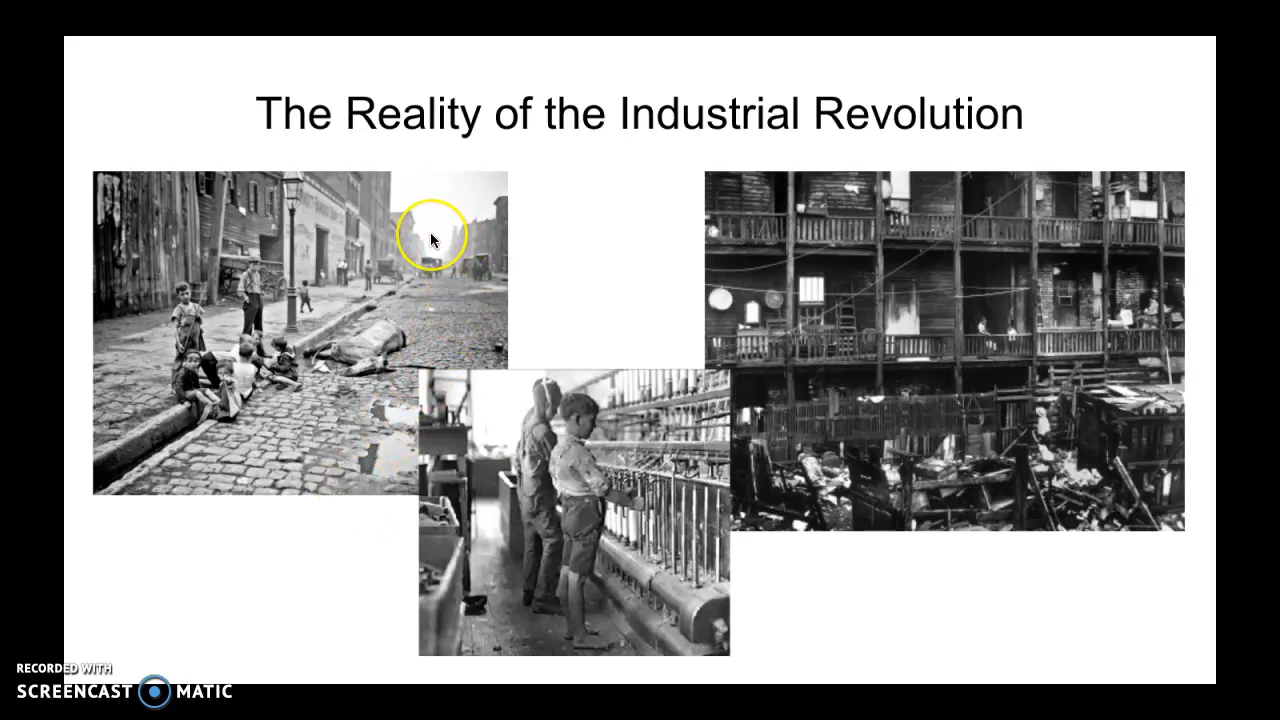 The Reality of the Industrial Revolution
RECORDED WITH
SCREENCAST MATIC